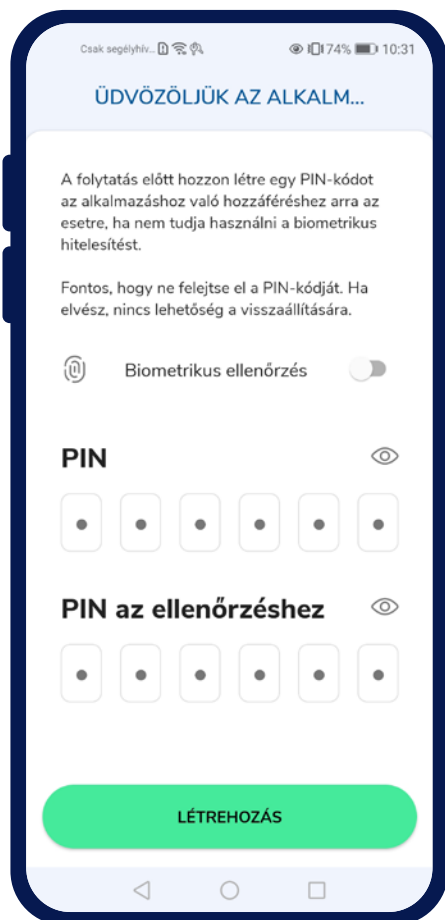 Csak segélyhív... 74% 10:31
ÜDVÖZÖLJÜK AZ ALKALM...
A folytatás előtt hozzon létre egy PIN-kódot
az alkalmazáshoz való hozzáféréshez arra az
esetre, ha nem tudja használni a biometrikus
hitelesítést.
Fontos, hogy ne felejtse el a PIN-kódját. Ha
elvész, nincs lehetőség a visszaállítására.
Biometrikus ellenőrzés
PIN
PIN az ellenőrzéshez
LÉTREHOZÁS